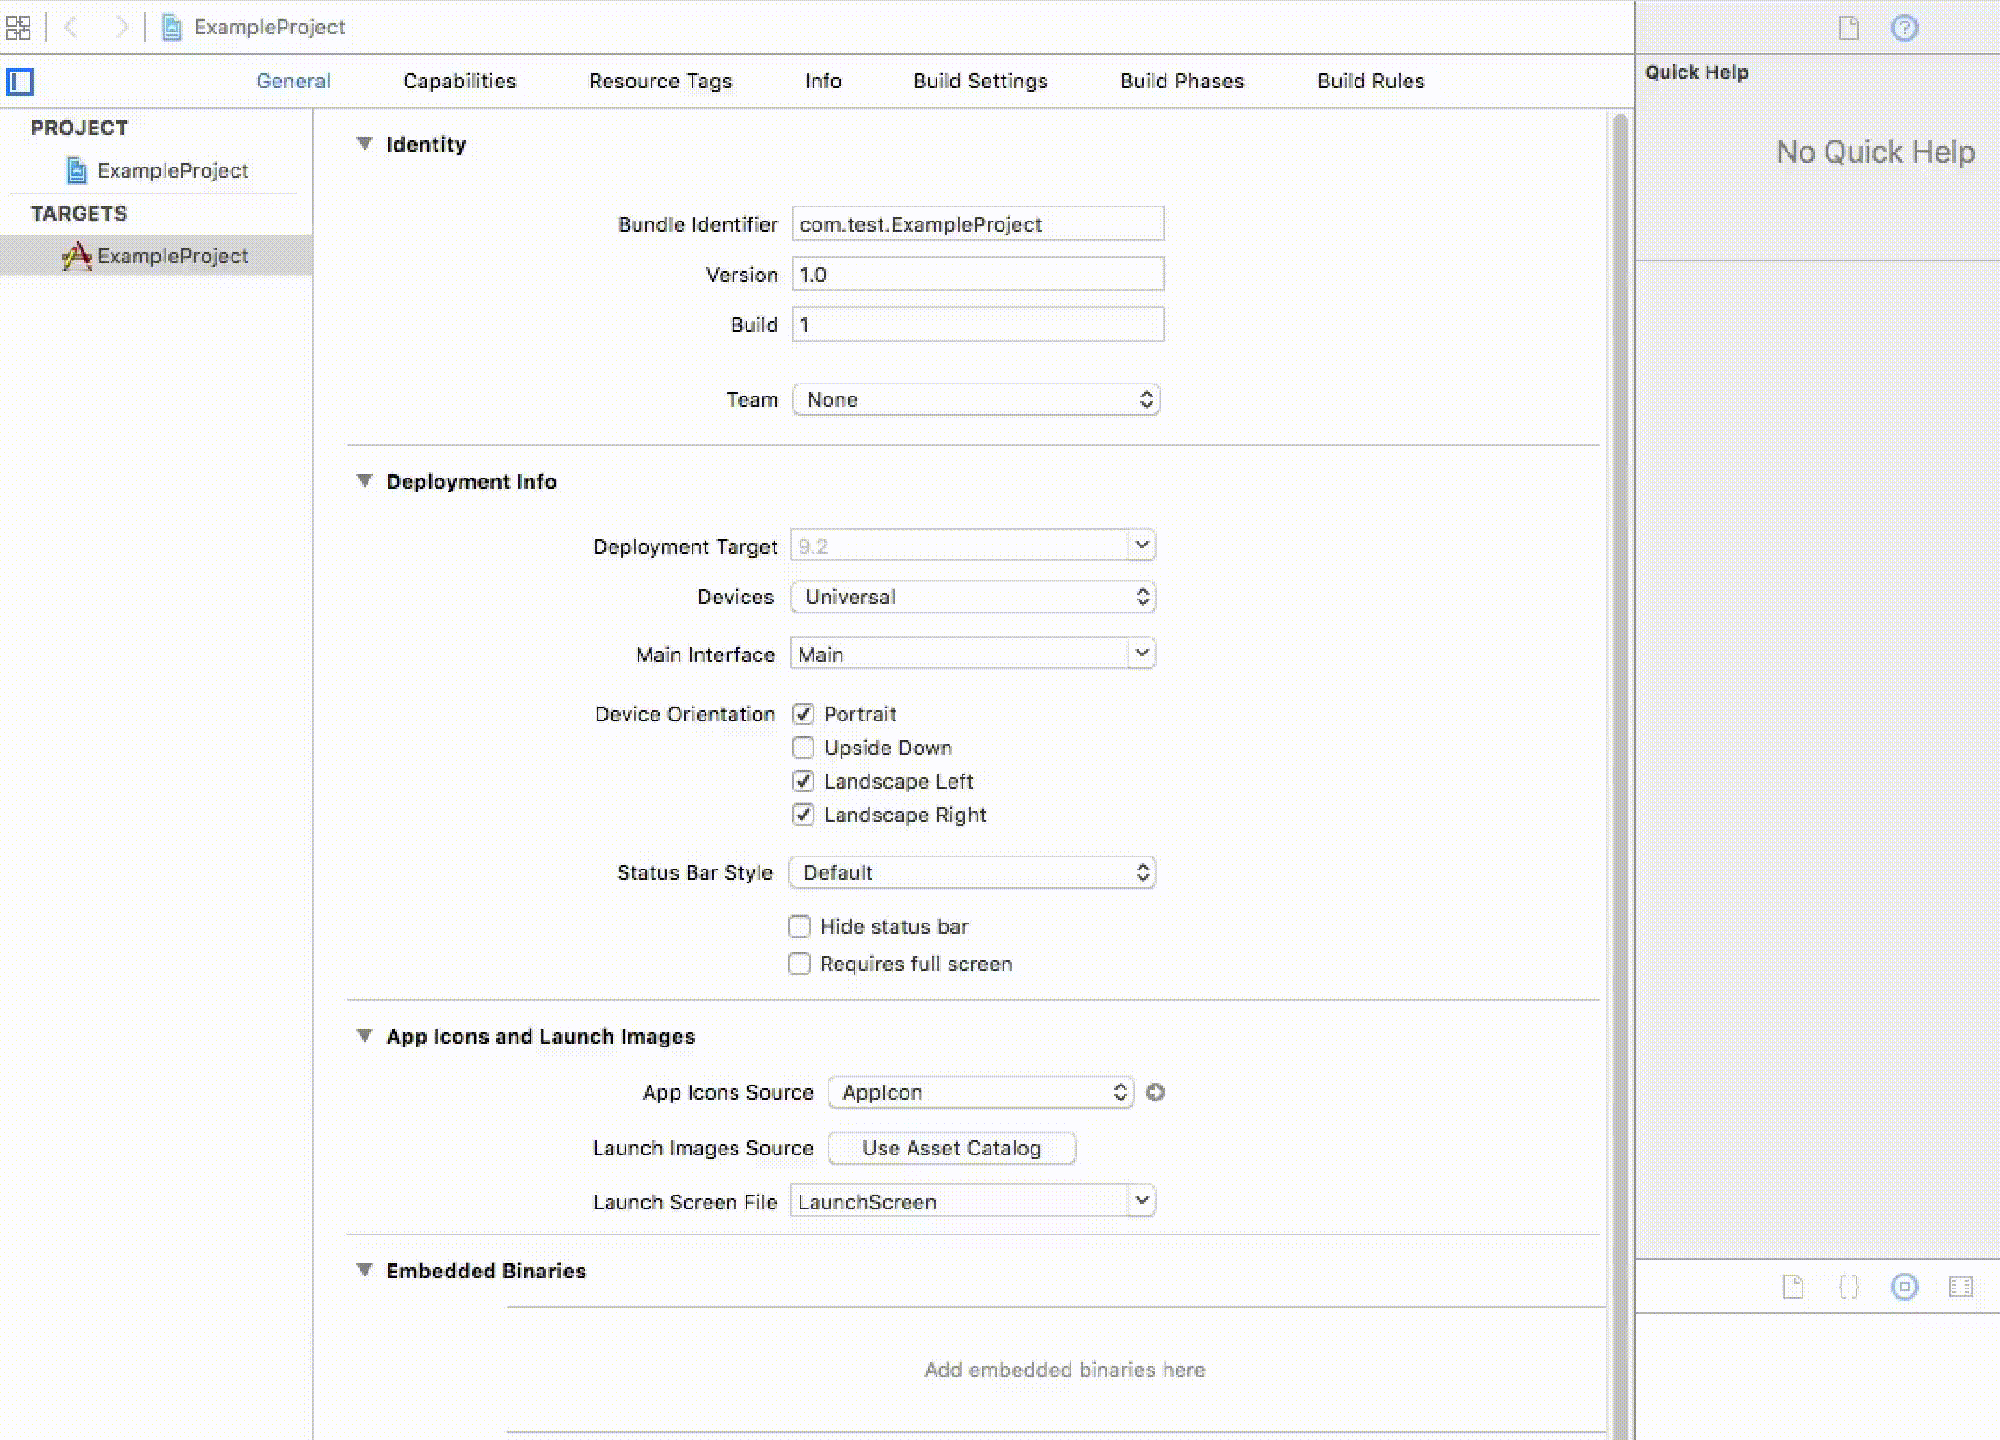 ExampleProject
General Capabilities Resource Tags Info Build Settings Build Phases Build Rules
PROJECT
ExampleProject
TARGETS
ExampleProject
Identity
Bundle Identifier com.test.ExampleProject
Version 1.0
Build 1
Team None
Deployment Info
Deployment Target 9.2
Devices Universal
Main Interface Main
Device Orientation Portrait
Upside Down
Landscape Left
Landscape Right
Status Bar Style Default
Hide status bar
Requires full screen
App Icons and Launch Images
App Icons Source AppIcon
Launch Images Source Use Asset Catalog
Launch Screen File LaunchScreen
Embedded Binaries
Add embedded binaries here
Quick Help
No Quick Help